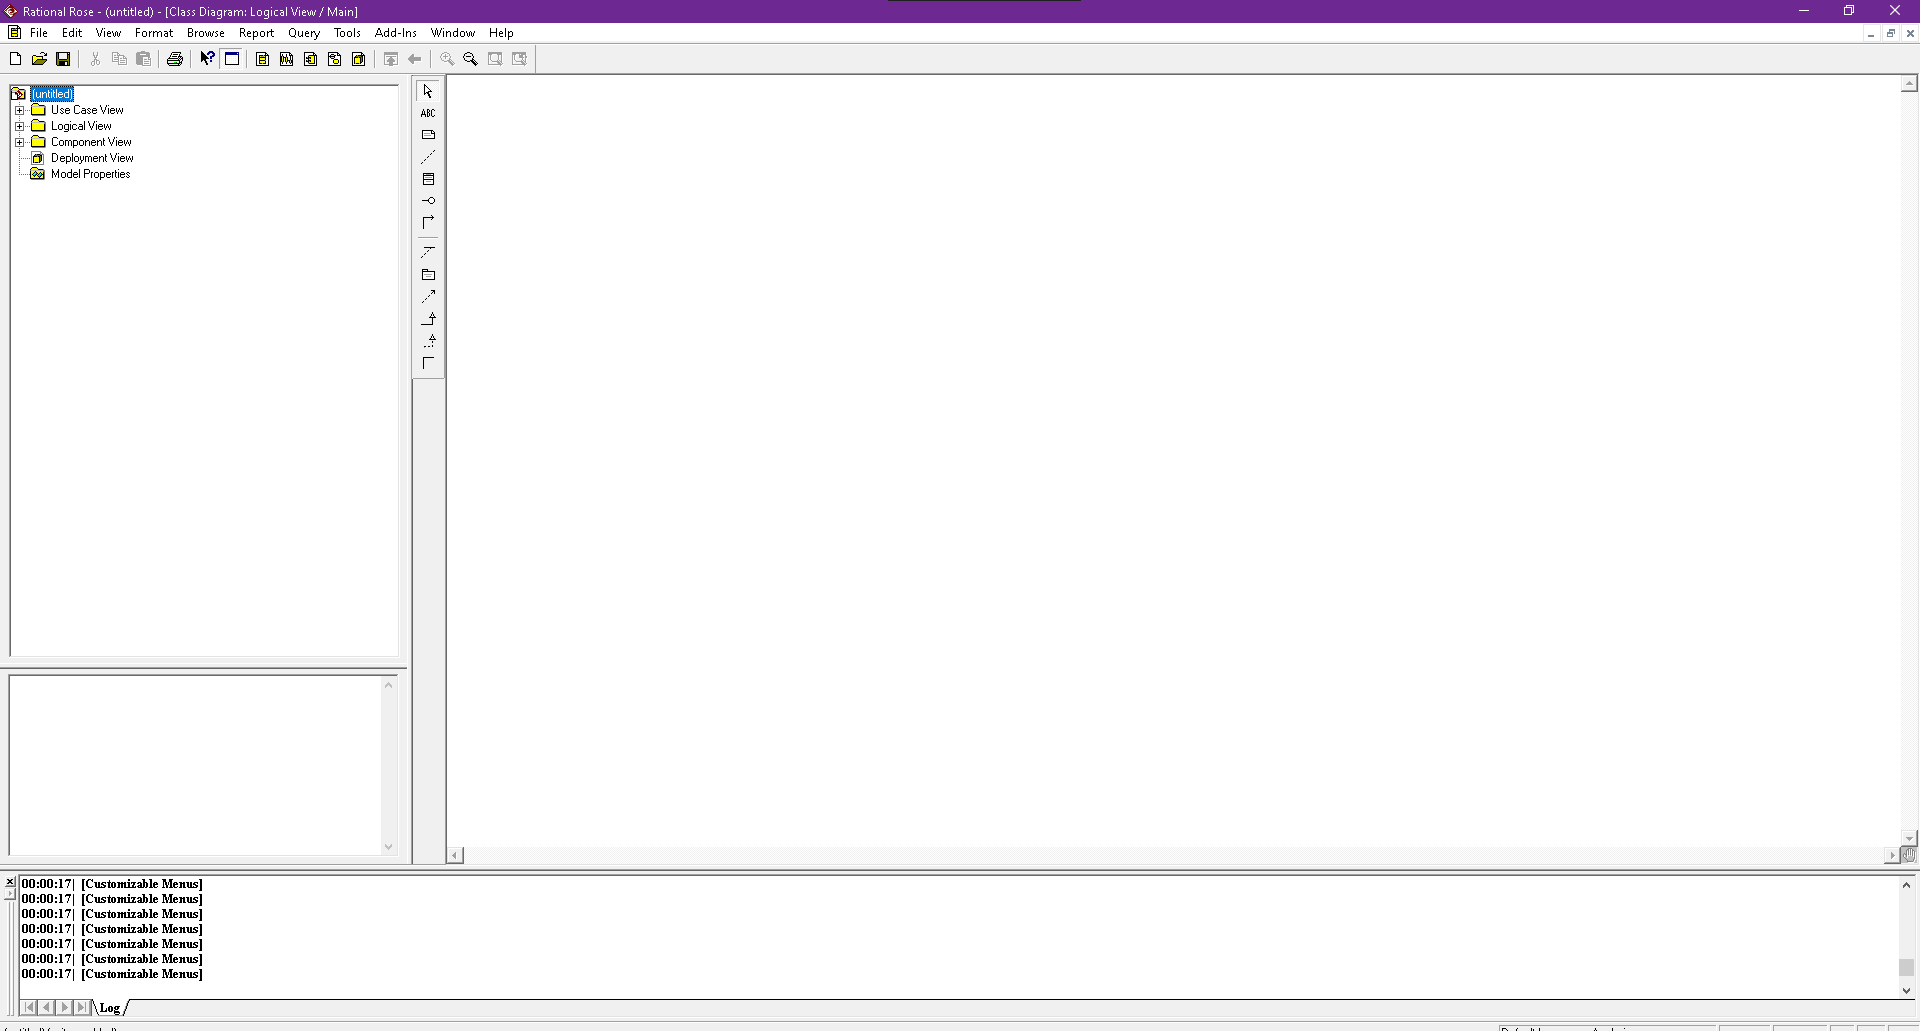 Rational Rose - (untitled) - [Class Diagram: Logical View / Main]
File Edit View Format Browse Report Query Tools Add-Ins Window Help
(untitled)
Use Case View
Logical View
Component View
Deployment View
Model Properties
ABC
00:00:17| [Customizable Menus]
00:00:17| [Customizable Menus]
00:00:17| [Customizable Menus]
00:00:17| [Customizable Menus]
00:00:17| [Customizable Menus]
00:00:17| [Customizable Menus]
00:00:17| [Customizable Menus]
Log